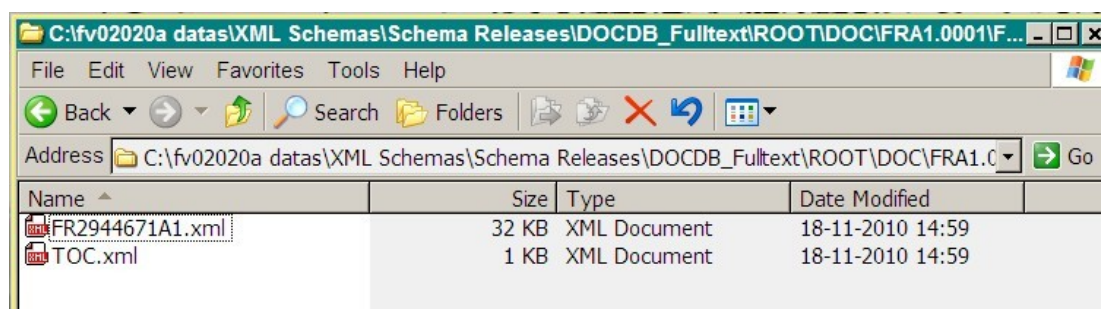 C:\fv02020a datas\XML Schemas\Schema Releases\DOCDB_Fulltext\ROOT\DOC\FRA1.0001\F...
File Edit View Favorites Tools Help
Back Search Folders
Address C:\fv02020a datas\XML Schemas\Schema Releases\DOCDB_Fulltext\ROOT\DOC\FRA1.0 Go
Name Size Type Date Modified
FR2944671A1.xml 32 KB XML Document 18-11-2010 14:59
TOC.xml 1 KB XML Document 18-11-2010 14:59